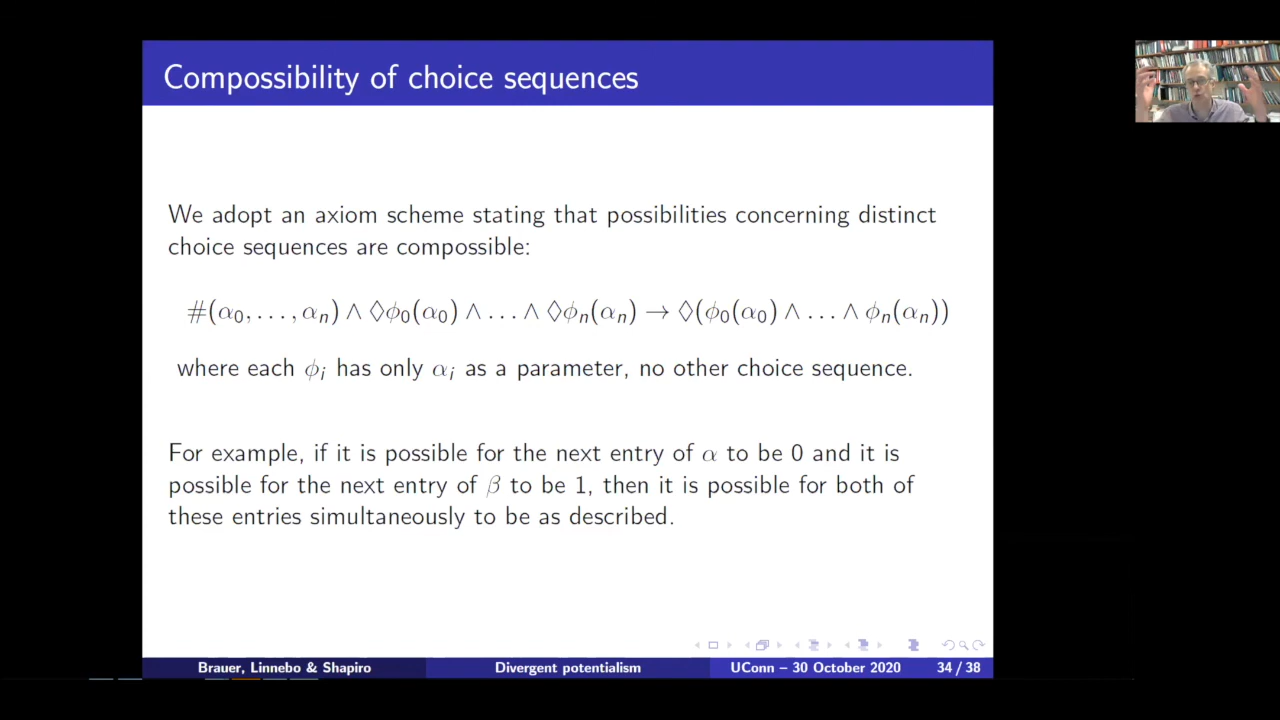 Compossibility of choice sequences
We adopt an axiom scheme stating that possibilities concerning distinct
choice sequences are compossible:
#(α₀, . . . , αₙ) ∧ ◊ϕ₀(α₀) ∧ . . . ∧ ◊ϕₙ(αₙ) → ◊(ϕ₀(α₀) ∧ . . . ∧ ϕₙ(αₙ))
where each ϕᵢ has only αᵢ as a parameter, no other choice sequence.
For example, if it is possible for the next entry of α to be 0 and it is
possible for the next entry of β to be 1, then it is possible for both of
these entries simultaneously to be as described.
Brauer, Linnebo & Shapiro Divergent potentialism UConn – 30 October 2020 34 / 38